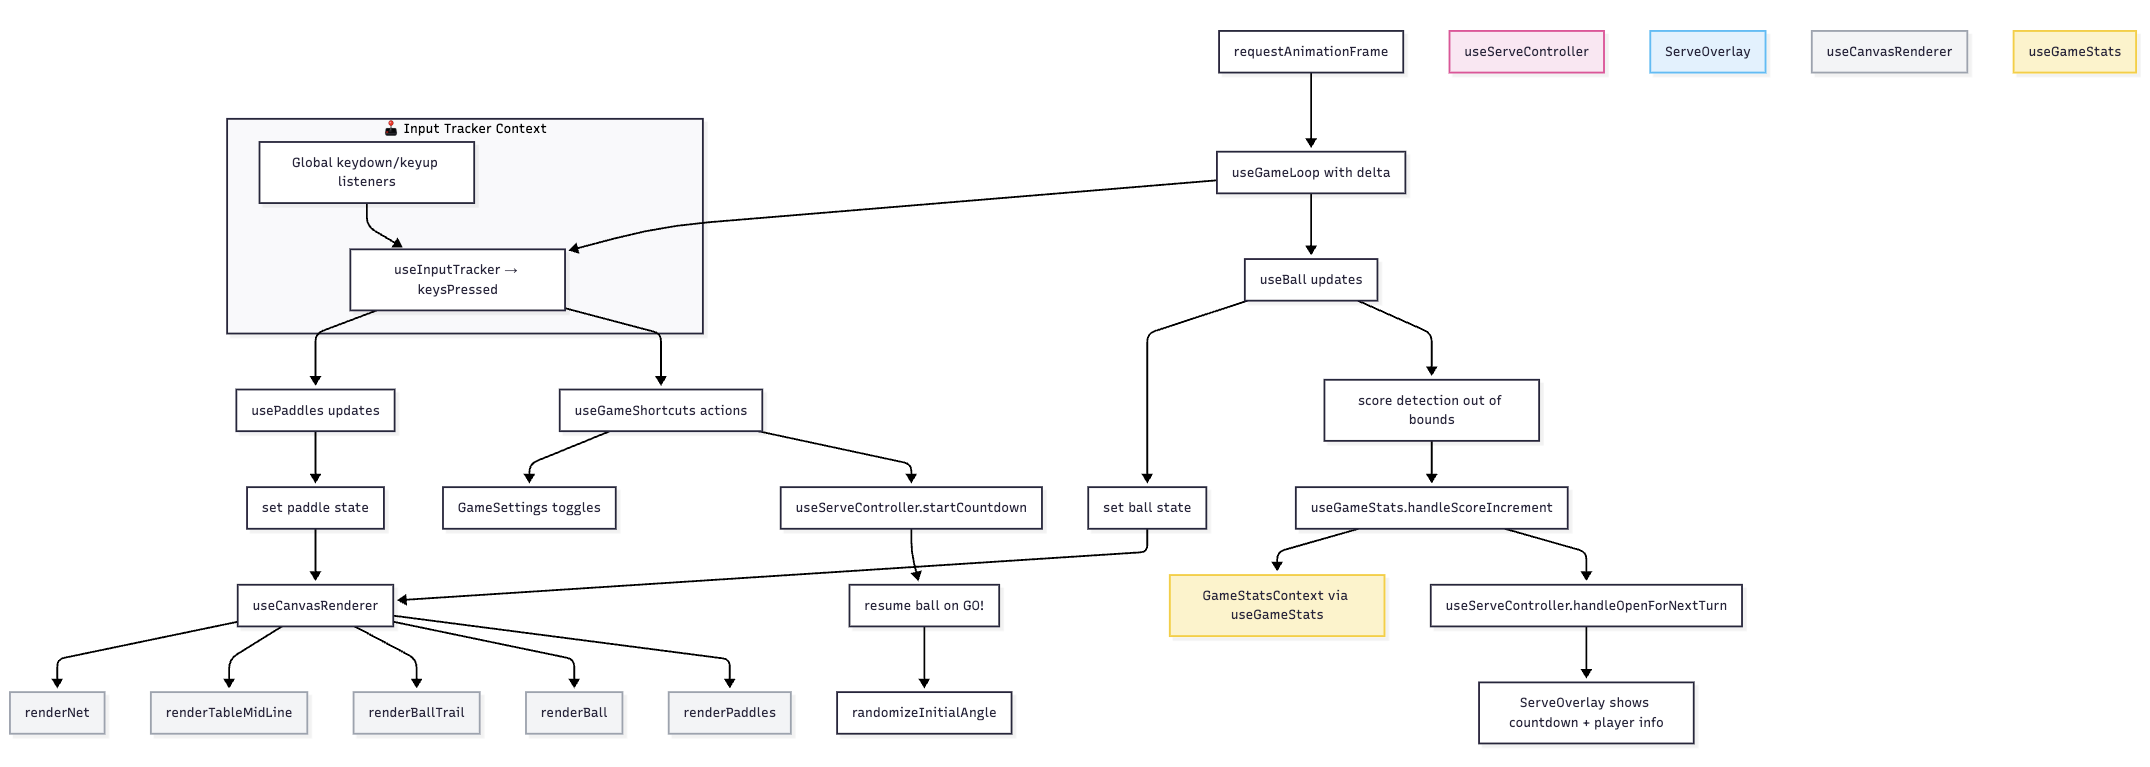 requestAnimationFrame
useServeController
ServeOverlay
useCanvasRenderer
useGameStats
🕹️ Input Tracker Context
Global keydown/keyup
listeners
useGameLoop with delta
useInputTracker →
keysPressed
useBall updates
usePaddles updates
useGameShortcuts actions
score detection out of
bounds
set paddle state
GameSettings toggles
useServeController.startCountdown
set ball state
useGameStats.handleScoreIncrement
useCanvasRenderer
resume ball on GO!
GameStatsContext via
useGameStats
useServeController.handleOpenForNextTurn
renderNet
renderTableMidLine
renderBallTrail
renderBall
renderPaddles
randomizeInitialAngle
ServeOverlay shows
countdown + player info